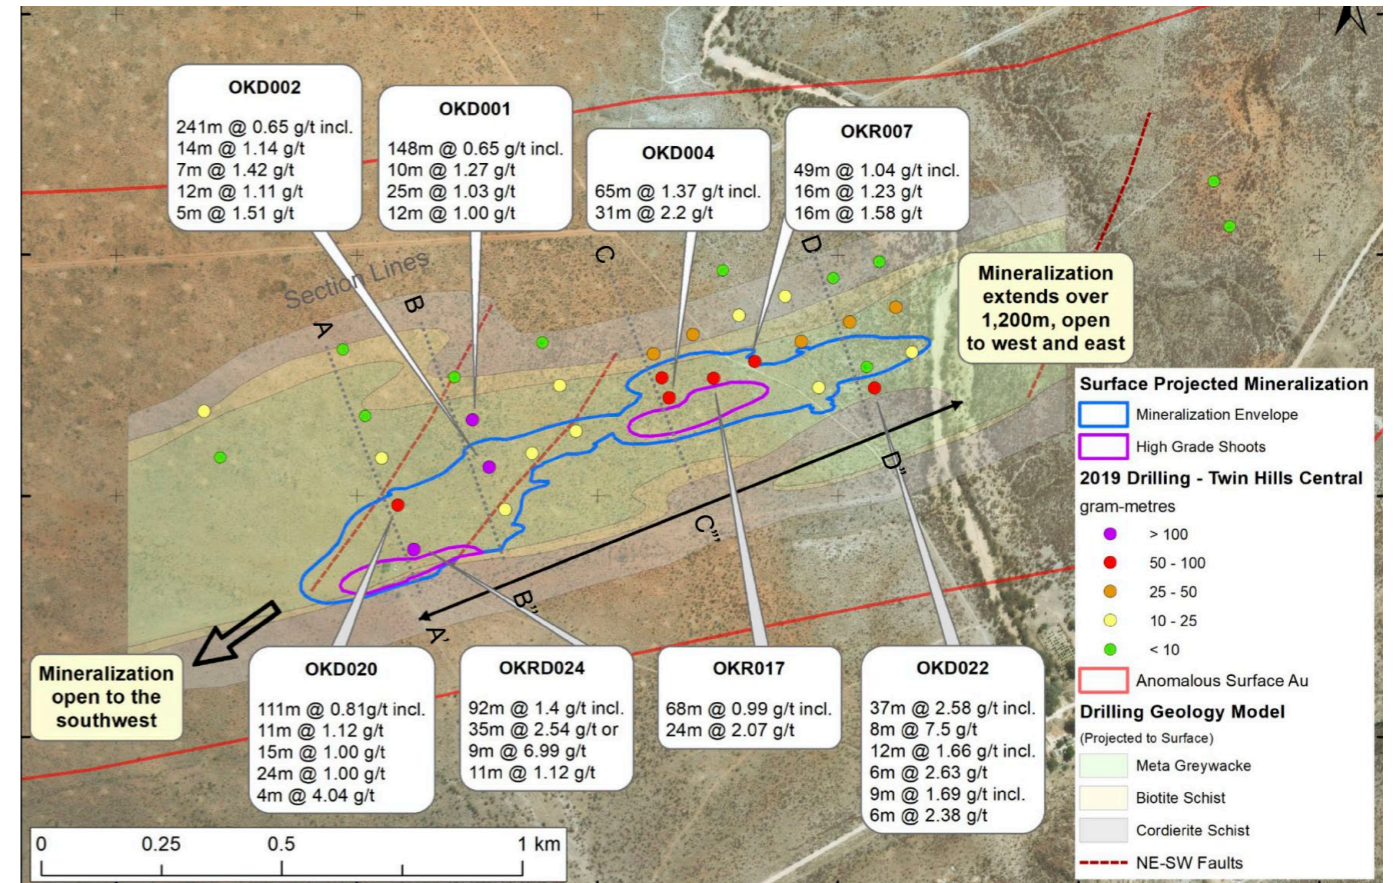 OKD002
241m @ 0.65 g/t incl.
14m @ 1.14 g/t
7m @ 1.42 g/t
12m @ 1.11 g/t
5m @ 1.51 g/t
OKD001
148m @ 0.65 g/t incl.
10m @ 1.27 g/t
25m @ 1.03 g/t
12m @ 1.00 g/t
OKD004
65m @ 1.37 g/t incl.
31m @ 2.2 g/t
OKR007
49m @ 1.04 g/t incl.
16m @ 1.23 g/t
16m @ 1.58 g/t
Section Lines
A
B
C
D
Mineralization
extends over
1,200m, open
to west and east
A'
B"
C'"
D"
Mineralization
open to the
southwest
OKD020
111m @ 0.81g/t incl.
11m @ 1.12 g/t
15m @ 1.00 g/t
24m @ 1.00 g/t
4m @ 4.04 g/t
OKRD024
92m @ 1.4 g/t incl.
35m @ 2.54 g/t or
9m @ 6.99 g/t
11m @ 1.12 g/t
OKR017
68m @ 0.99 g/t incl.
24m @ 2.07 g/t
OKD022
37m @ 2.58 g/t incl.
8m @ 7.5 g/t
12m @ 1.66 g/t incl.
6m @ 2.63 g/t
9m @ 1.69 g/t incl.
6m @ 2.38 g/t
Surface Projected Mineralization
Mineralization Envelope
High Grade Shoots
2019 Drilling - Twin Hills Central
gram-metres
> 100
50 - 100
25 - 50
10 - 25
< 10
Anomalous Surface Au
Drilling Geology Model
(Projected to Surface)
Meta Greywacke
Biotite Schist
Cordierite Schist
NE-SW Faults
0 0.25 0.5 1 km